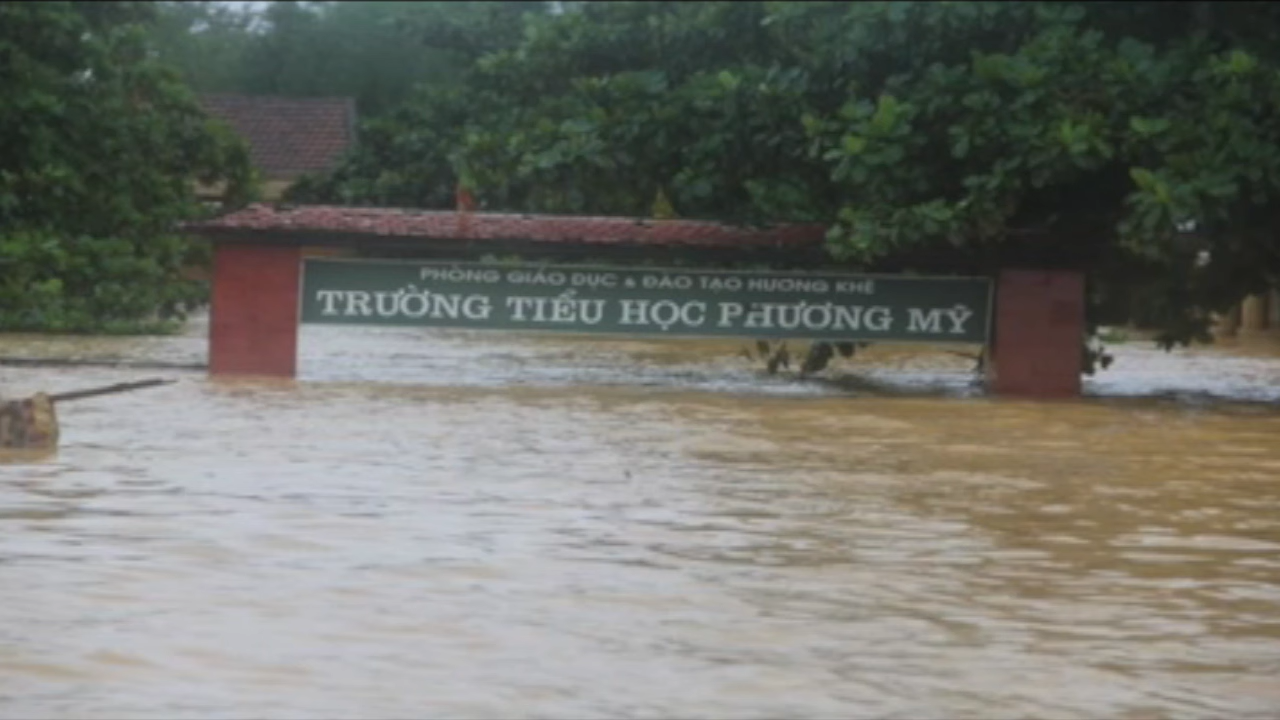 PHÒNG GIÁO DỤC & ĐÀO TẠO HƯƠNG KHÊ
TRƯỜNG TIỂU HỌC PHƯƠNG MỸ